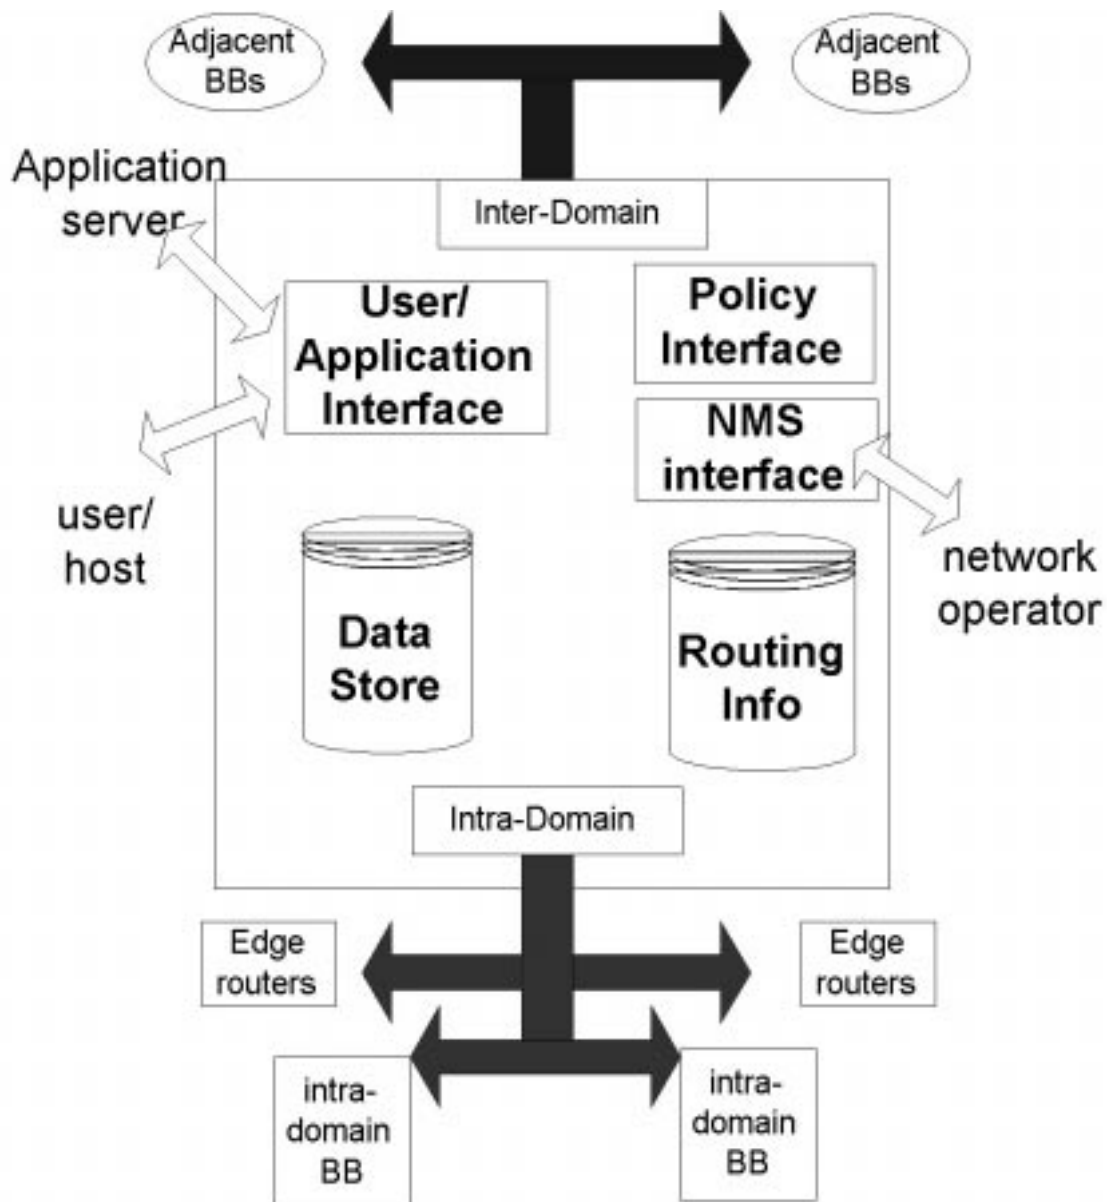 Adjacent
BBs
Adjacent
BBs
Application
server
Inter-Domain
User/
Application
Interface
Policy
Interface
NMS
interface
user/
host
network
operator
Data
Store
Routing
Info
Intra-Domain
Edge
routers
Edge
routers
intra-
domain
BB
intra-
domain
BB